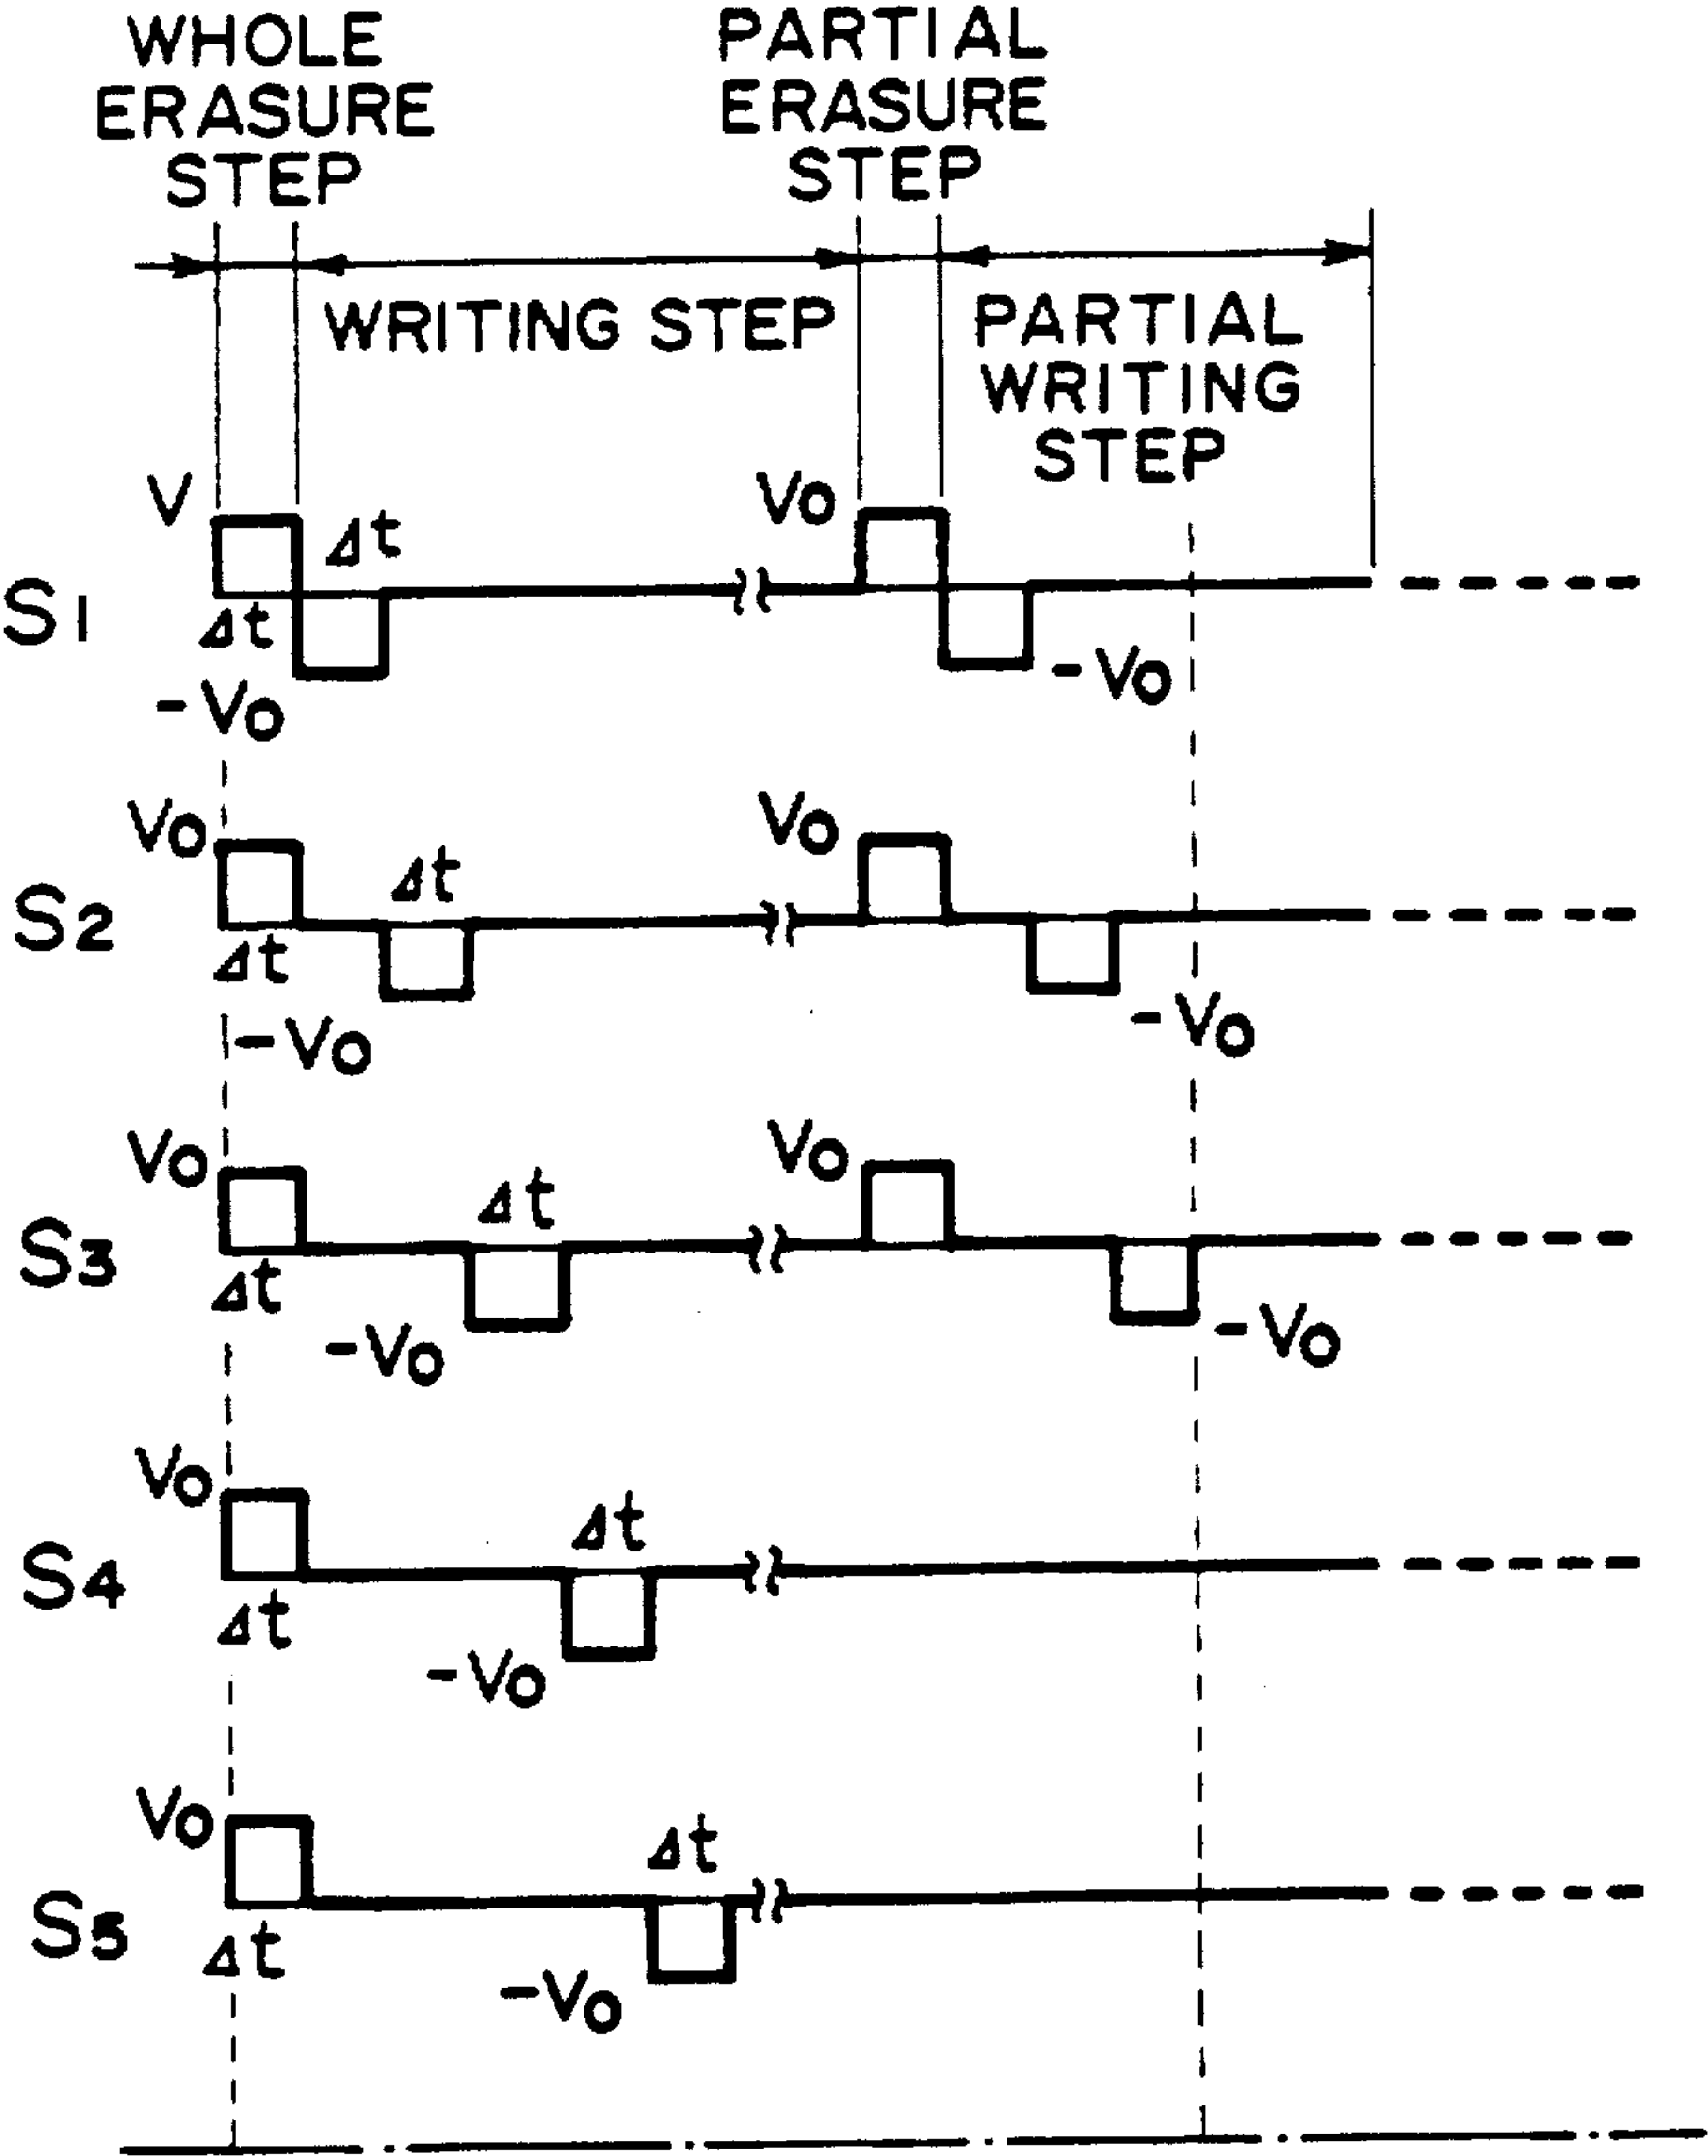 WHOLE
ERASURE
STEP
PARTIAL
ERASURE
STEP
WRITING STEP
PARTIAL
WRITING
STEP
V
Δt
Vo
S1
Δt
-Vo
-Vo
Vo
Δt
Vo
S2
Δt
-Vo
-Vo
Vo
Δt
Vo
S3
Δt
-Vo
-Vo
Vo
Δt
S4
Δt
-Vo
Vo
Δt
S5
Δt
-Vo